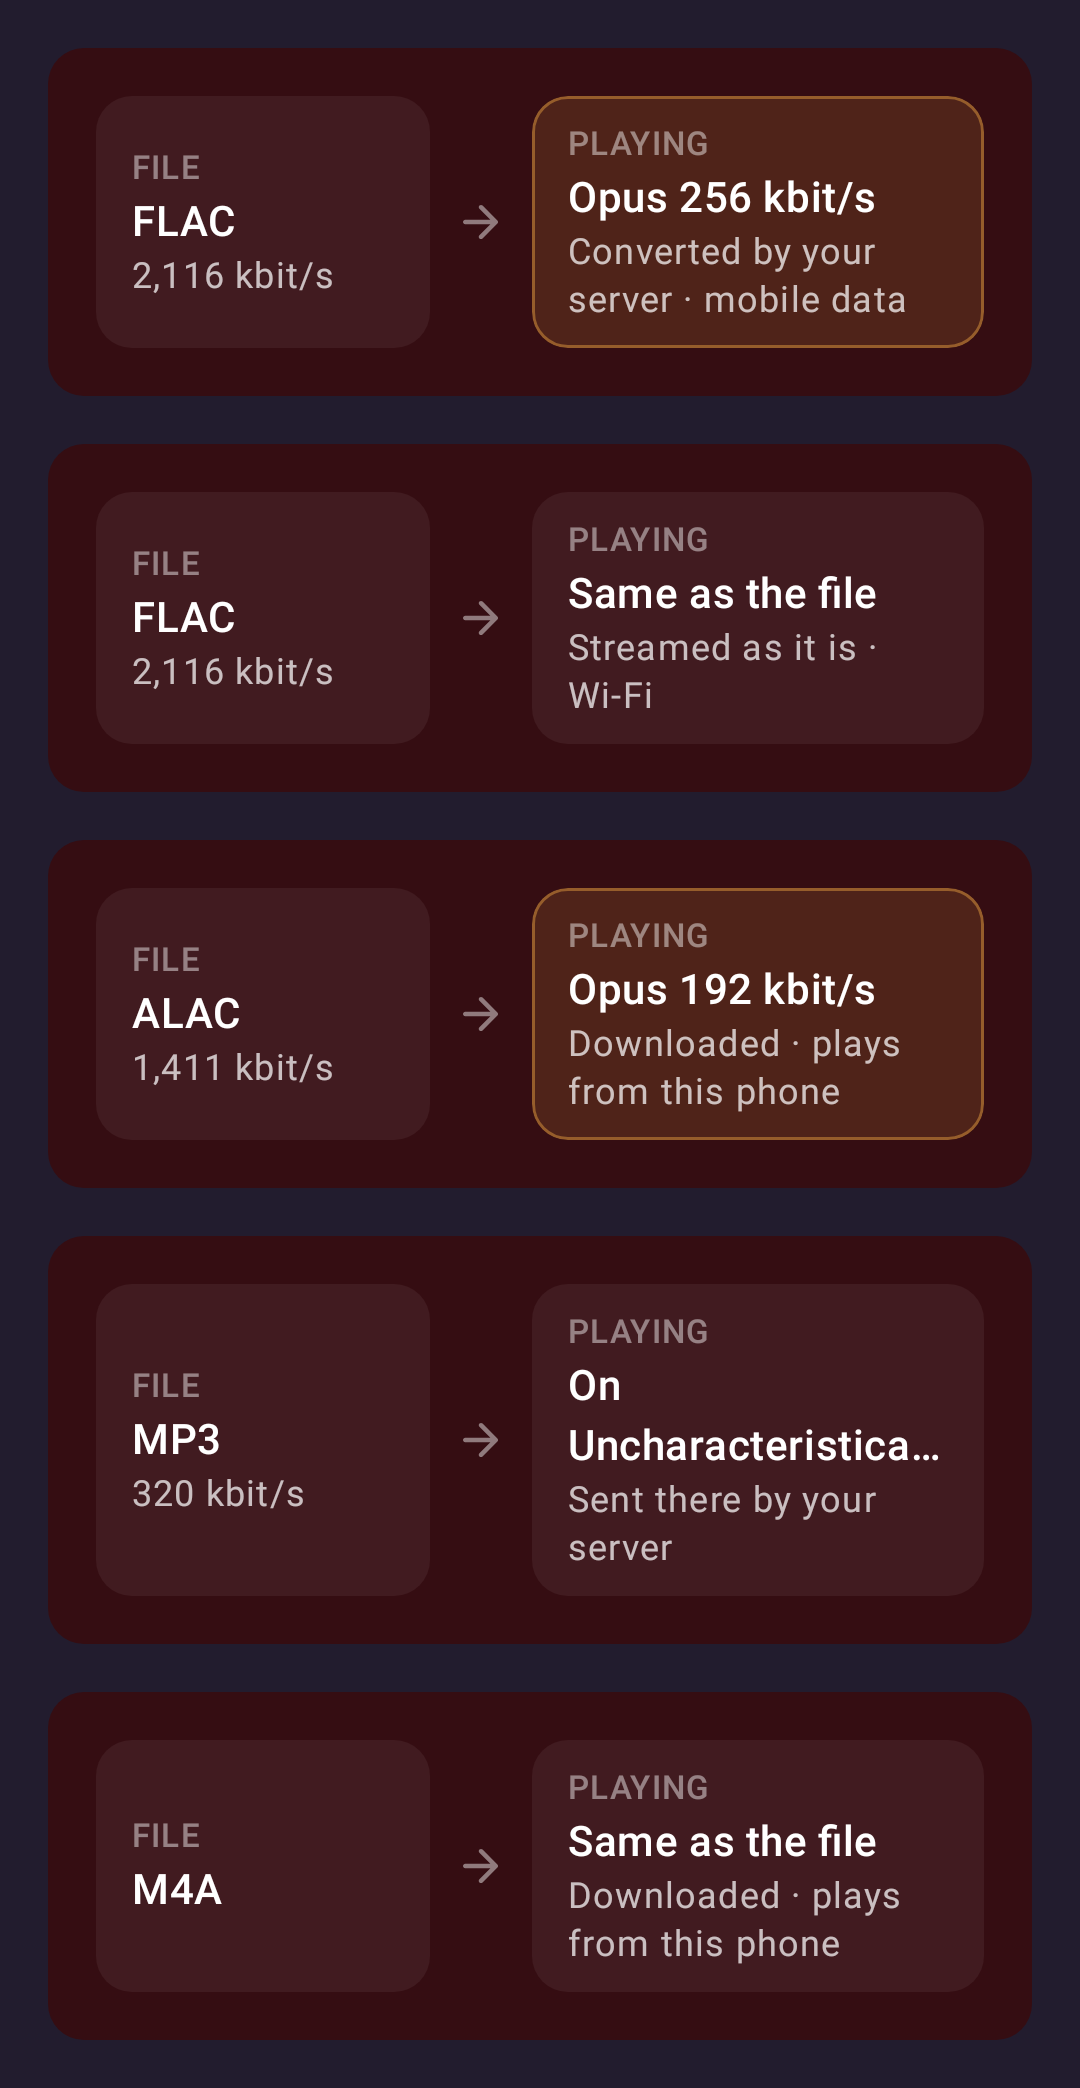 FILE
FLAC
2,116 kbit/s
PLAYING
Opus 256 kbit/s
Converted by your
server · mobile data
FILE
FLAC
2,116 kbit/s
PLAYING
Same as the file
Streamed as it is ·
Wi-Fi
FILE
ALAC
1,411 kbit/s
PLAYING
Opus 192 kbit/s
Downloaded · plays
from this phone
FILE
MP3
320 kbit/s
PLAYING
On
Uncharacteristica…
Sent there by your
server
FILE
M4A
PLAYING
Same as the file
Downloaded · plays
from this phone